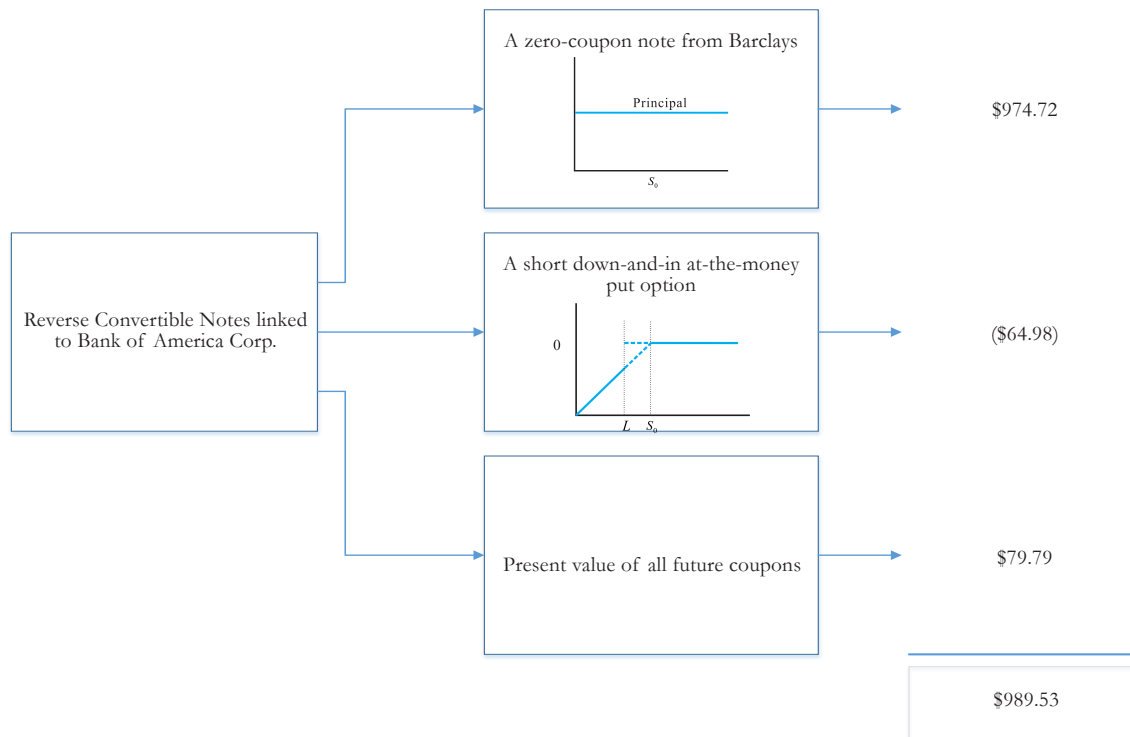 A zero-coupon note from Barclays
Principal
S₀
$974.72
Reverse Convertible Notes linked
to Bank of America Corp.
A short down-and-in at-the-money
put option
0
L S₀
($64.98)
Present value of all future coupons
$79.79
$989.53